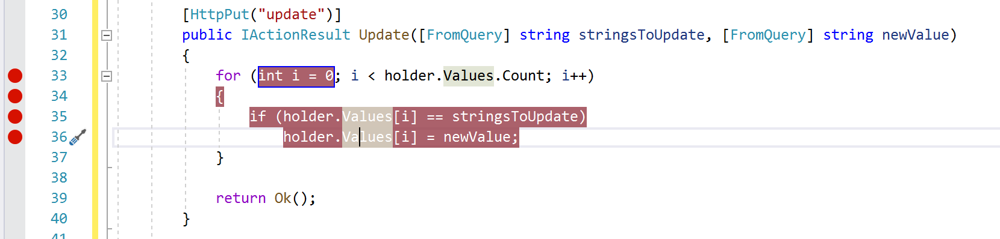 30 [HttpPut("update")]
31 public IActionResult Update([FromQuery] string stringsToUpdate, [FromQuery] string newValue)
32 {
33 for (int i = 0; i < holder.Values.Count; i++)
34 {
35 if (holder.Values[i] == stringsToUpdate)
36 holder.Values[i] = newValue;
37 }
38
39 return Ok();
40 }
41